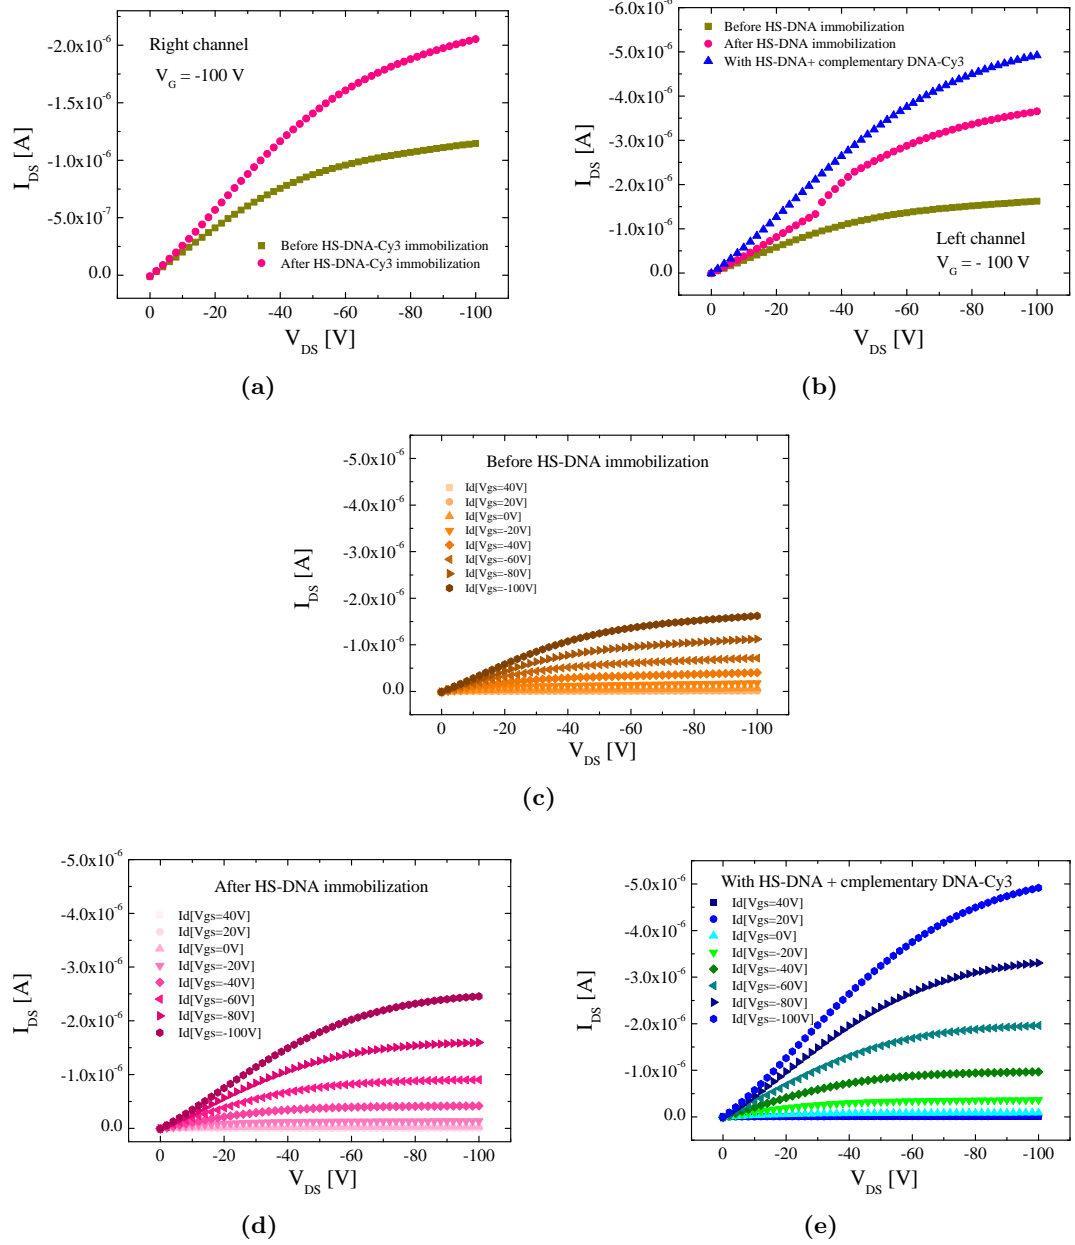 Right channel
V_G = -100 V
I_DS [A]
-2.0x10^-6
-1.5x10^-6
-1.0x10^-6
-5.0x10^-7
0.0
Before HS-DNA-Cy3 immobilization
After HS-DNA-Cy3 immobilization
0 -20 -40 -60 -80 -100
V_DS [V]
(a)
-6.0x10^-6
-5.0x10^-6
-4.0x10^-6
-3.0x10^-6
-2.0x10^-6
-1.0x10^-6
0.0
I_DS [A]
Before HS-DNA immobilization
After HS-DNA immobilization
With HS-DNA+ complementary DNA-Cy3
Left channel
V_G = - 100 V
0 -20 -40 -60 -80 -100
V_DS [V]
(b)
-5.0x10^-6
-4.0x10^-6
-3.0x10^-6
-2.0x10^-6
-1.0x10^-6
0.0
I_DS [A]
Before HS-DNA immobilization
Id[Vgs=40V]
Id[Vgs=20V]
Id[Vgs=0V]
Id[Vgs=-20V]
Id[Vgs=-40V]
Id[Vgs=-60V]
Id[Vgs=-80V]
Id[Vgs=-100V]
0 -20 -40 -60 -80 -100
V_DS [V]
(c)
-5.0x10^-6
-4.0x10^-6
-3.0x10^-6
-2.0x10^-6
-1.0x10^-6
0.0
I_DS [A]
After HS-DNA immobilization
Id[Vgs=40V]
Id[Vgs=20V]
Id[Vgs=0V]
Id[Vgs=-20V]
Id[Vgs=-40V]
Id[Vgs=-60V]
Id[Vgs=-80V]
Id[Vgs=-100V]
0 -20 -40 -60 -80 -100
V_DS [V]
(d)
-5.0x10^-6
-4.0x10^-6
-3.0x10^-6
-2.0x10^-6
-1.0x10^-6
0.0
I_DS [A]
With HS-DNA + cmplementary DNA-Cy3
Id[Vgs=40V]
Id[Vgs=20V]
Id[Vgs=0V]
Id[Vgs=-20V]
Id[Vgs=-40V]
Id[Vgs=-60V]
Id[Vgs=-80V]
Id[Vgs=-100V]
0 -20 -40 -60 -80 -100
V_DS [V]
(e)